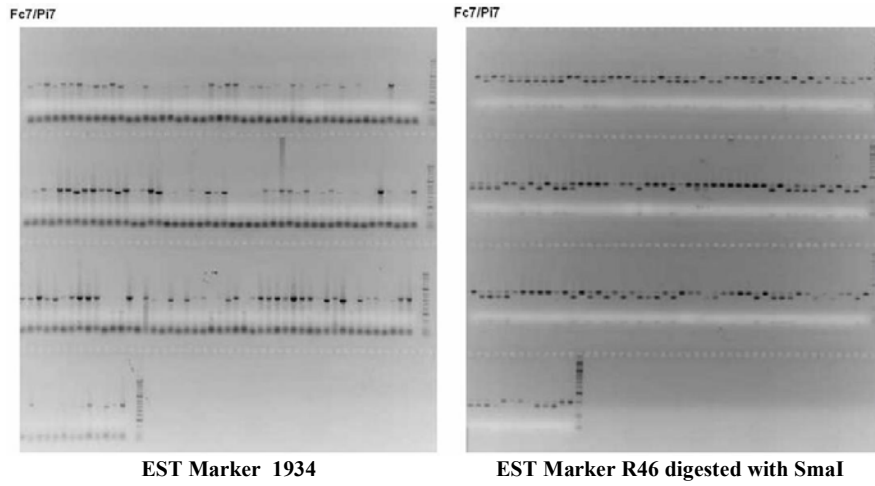 Fc7/Pi7
Fc7/Pi7
EST Marker 1934
EST Marker R46 digested with SmaI